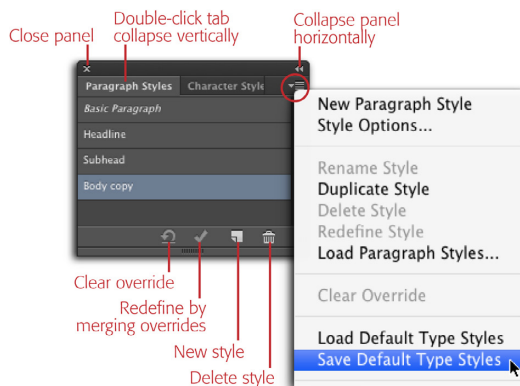 Double-click tab
collapse vertically
Collapse panel
horizontally
Close panel
Paragraph Styles
Character Style
Basic Paragraph
Headline
Subhead
Body copy
Clear override
Redefine by
merging overrides
New style
Delete style
New Paragraph Style
Style Options...
Rename Style
Duplicate Style
Delete Style
Redefine Style
Load Paragraph Styles...
Clear Override
Load Default Type Styles
Save Default Type Styles